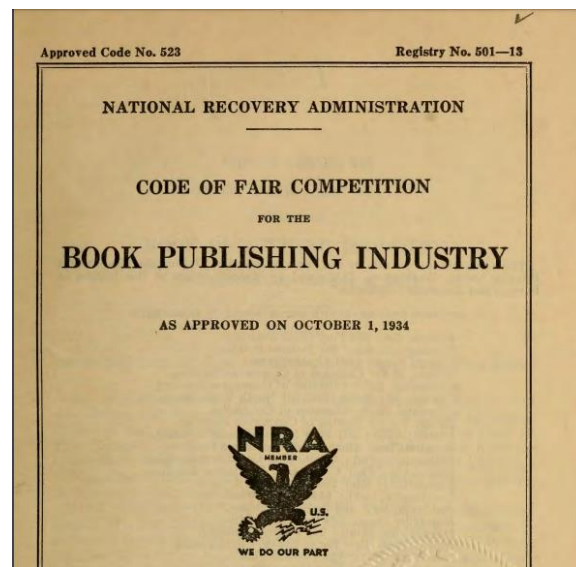 Approved Code No. 523 Registry No. 501—13
NATIONAL RECOVERY ADMINISTRATION
CODE OF FAIR COMPETITION
FOR THE
BOOK PUBLISHING INDUSTRY
AS APPROVED ON OCTOBER 1, 1934
NRA
MEMBER
U.S.
WE DO OUR PART